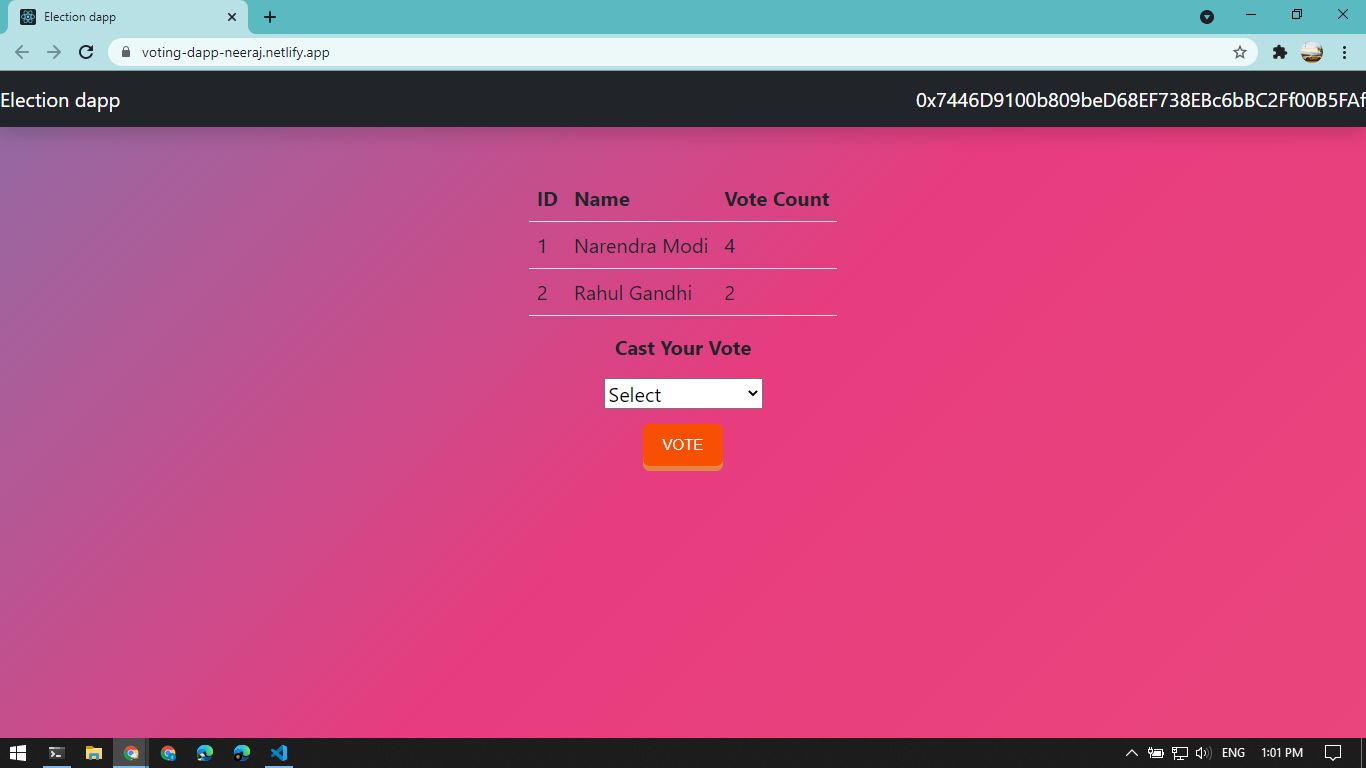 Election dapp
voting-dapp-neeraj.netlify.app
Election dapp 0x7446D9100b809beD68EF738EBc6bBC2Ff00B5FAf
ID Name Vote Count
1 Narendra Modi 4
2 Rahul Gandhi 2
Cast Your Vote
Select
VOTE
ENG 1:01 PM